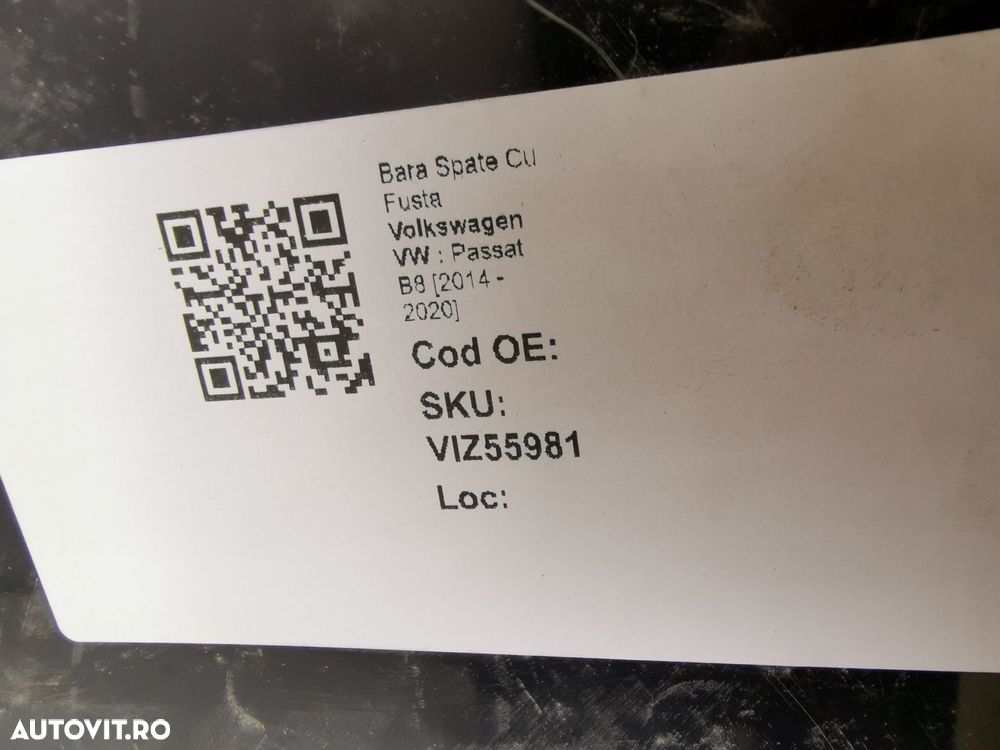 Bara Spate Cu
Fusta
Volkswagen
VW : Passat
B8 [2014 -
2020]
Cod OE:
SKU:
VIZ55981
Loc:
AUTOVIT.RO